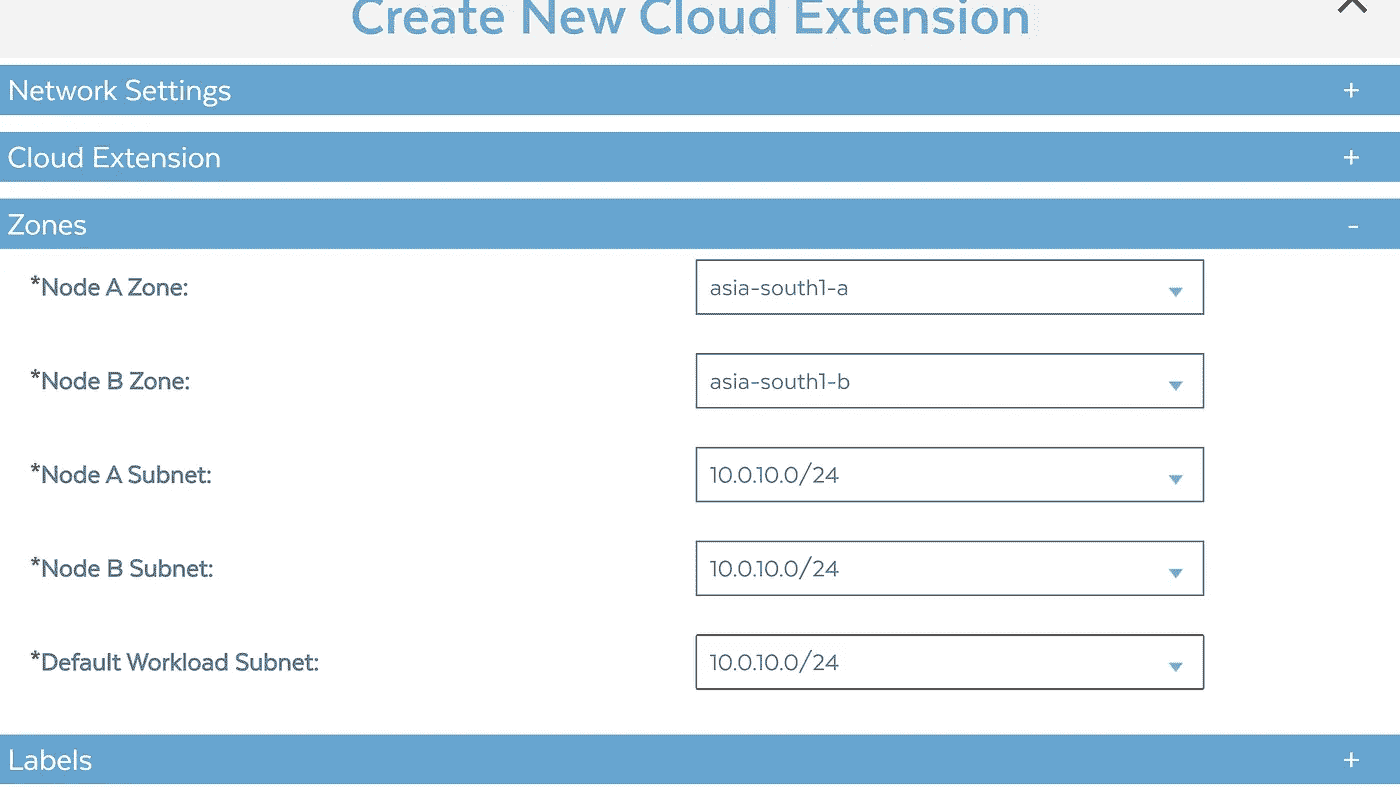 Create New Cloud Extension
Network Settings +
Cloud Extension +
Zones -
*Node A Zone: asia-south1-a
*Node B Zone: asia-south1-b
*Node A Subnet: 10.0.10.0/24
*Node B Subnet: 10.0.10.0/24
*Default Workload Subnet: 10.0.10.0/24
Labels +